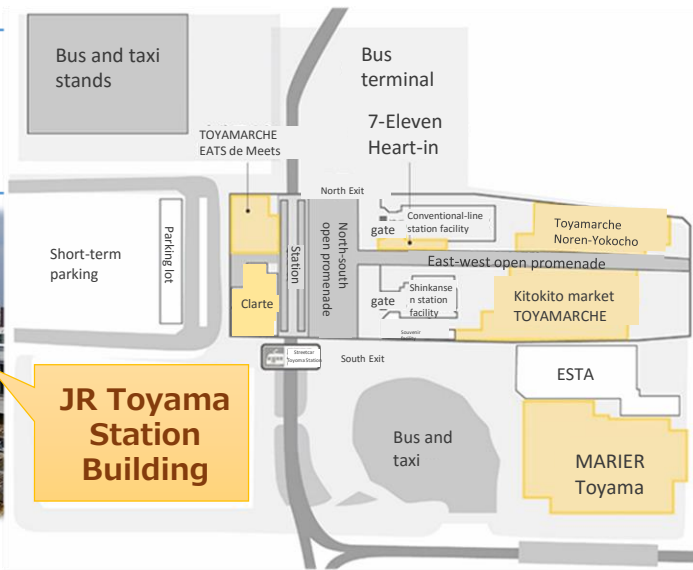 Bus and taxi
stands
Bus
terminal
7-Eleven
Heart-in
TOYAMARCHE
EATS de Meets
North Exit
Conventional-line
station facility
gate
Toyamarche
Noren-Yokocho
Short-term
parking
Parking lot
Station
North-south
open promenade
East-west open promenade
Clarte
gate
Shinkanse
n station
facility
Kitokito market
TOYAMARCHE
Souvenir
Streetcar
Toyama Station
South Exit
ESTA
JR Toyama
Station
Building
Bus and
taxi
MARIER
Toyama